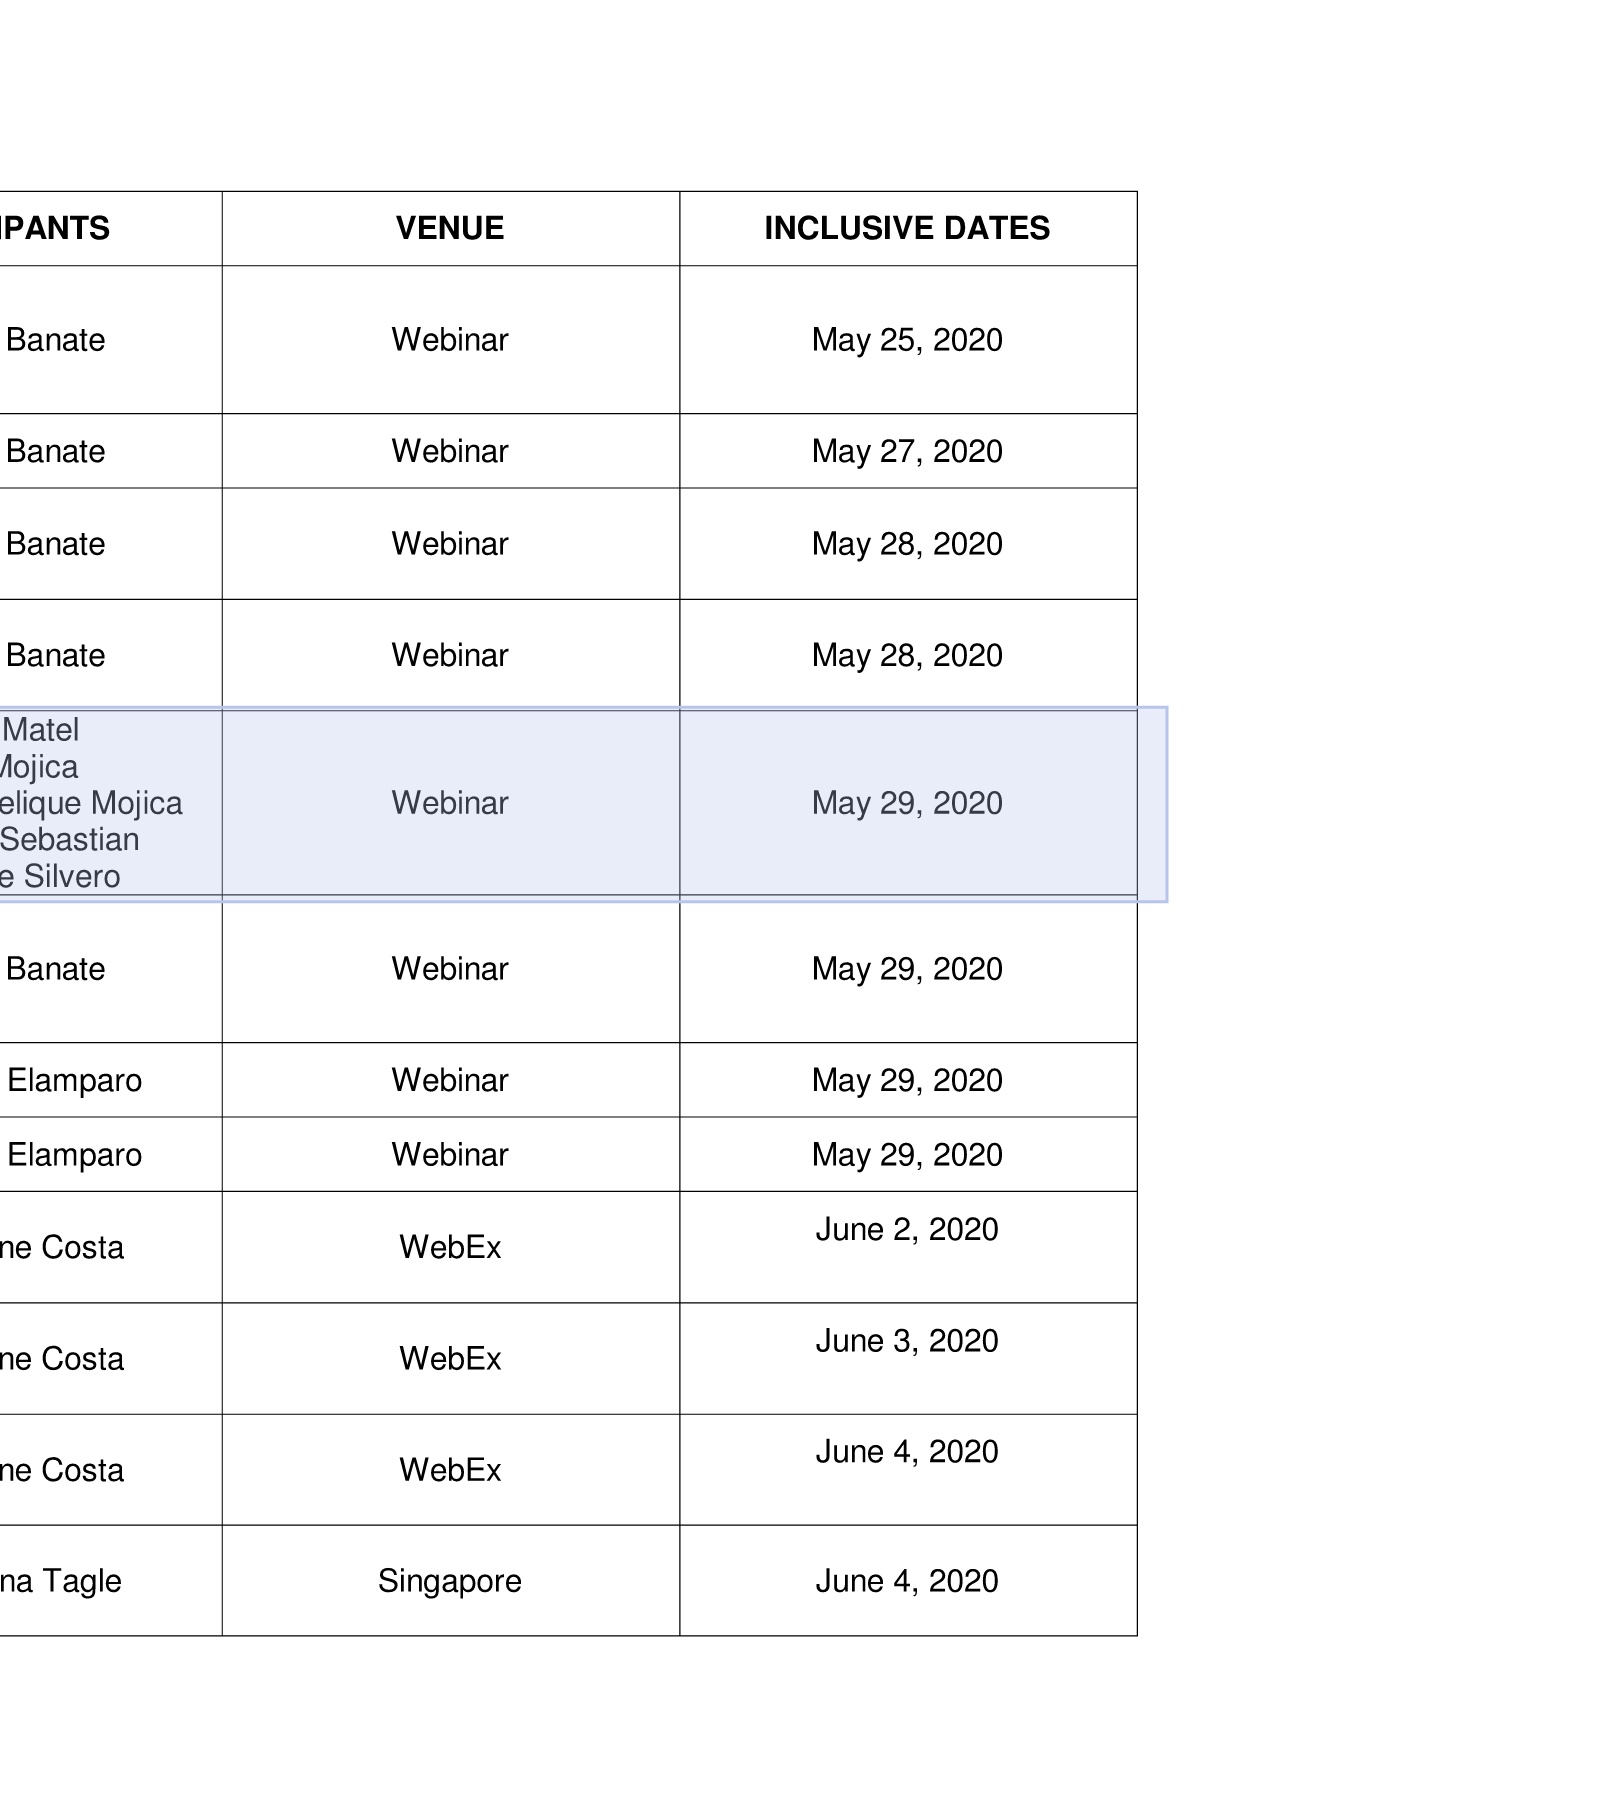 IPANTS VENUE INCLUSIVE DATES
Banate Webinar May 25, 2020
Banate Webinar May 27, 2020
Banate Webinar May 28, 2020
Banate Webinar May 28, 2020
Matel
Mojica
elique Mojica Webinar May 29, 2020
Sebastian
e Silvero
Banate Webinar May 29, 2020
Elamparo Webinar May 29, 2020
Elamparo Webinar May 29, 2020
ne Costa WebEx June 2, 2020
ne Costa WebEx June 3, 2020
ne Costa WebEx June 4, 2020
na Tagle Singapore June 4, 2020